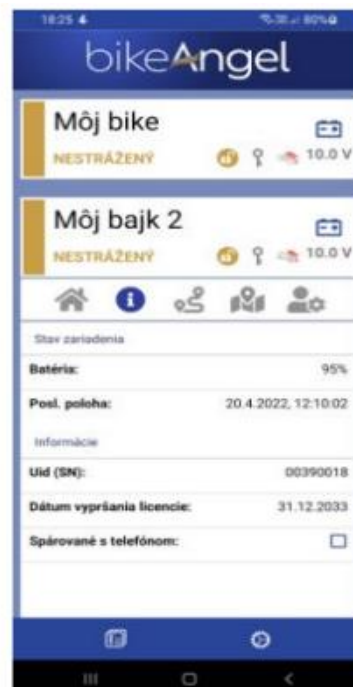 18:25
80%
bikeAngel
Môj bike
NESTRÁŽENÝ 10.0 V
Môj bajk 2
NESTRÁŽENÝ 10.0 V
Stav zariadenia
Batéria: 95%
Posl. poloha: 20.4.2022, 12:10:02
Informácie
Uid (SN): 00390018
Dátum vypršania licencie: 31.12.2033
Spárované s telefónom: